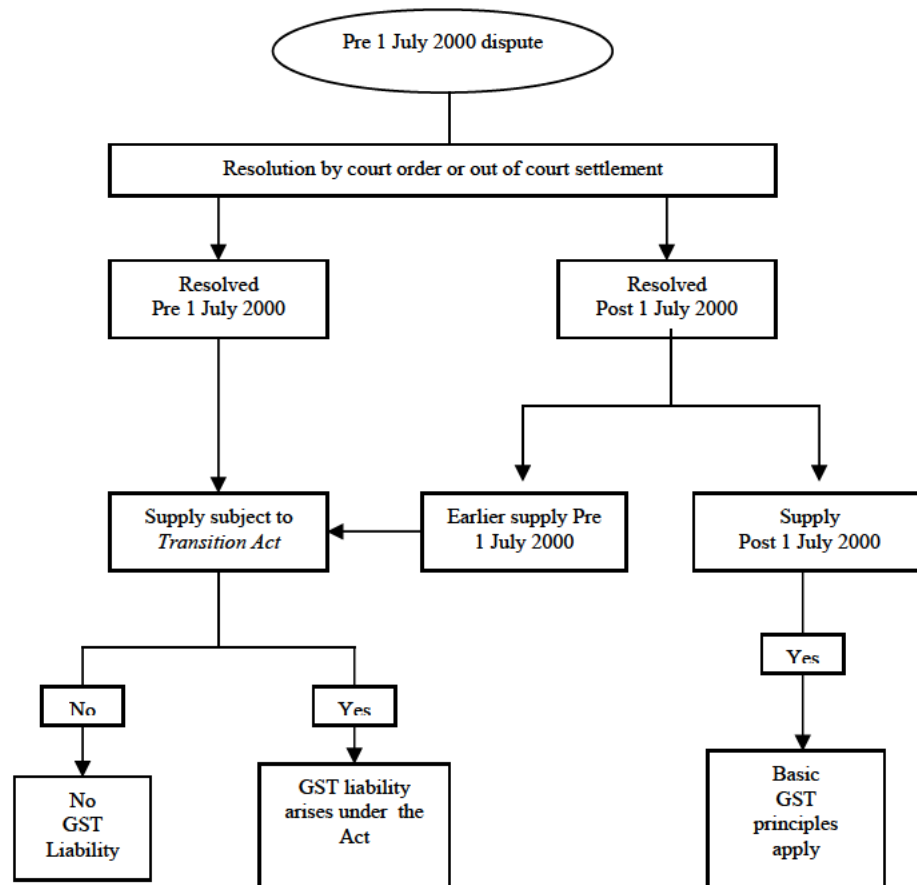 Pre 1 July 2000 dispute
Resolution by court order or out of court settlement
Resolved
Pre 1 July 2000
Resolved
Post 1 July 2000
Supply subject to
Transition Act
Earlier supply Pre
1 July 2000
Supply
Post 1 July 2000
No
Yes
Yes
No
GST
Liability
GST liability
arises under the
Act
Basic
GST
principles
apply